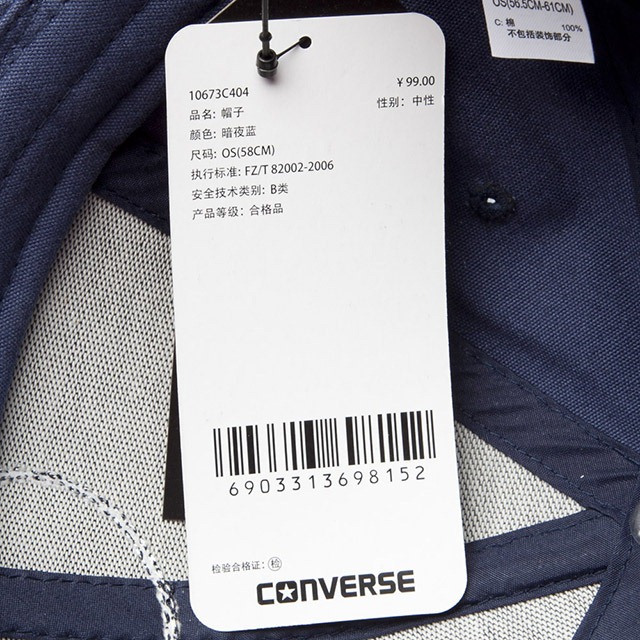 OS(56.5CM-61CM)
C: 棉 100%
不包括装饰部分
10673C404 ￥99.00
品名: 帽子 性别: 中性
颜色: 暗夜蓝
尺码: OS(58CM)
执行标准: FZ/T 82002-2006
安全技术类别: B类
产品等级: 合格品
6903313698152
检验合格证: 检
CONVERSE